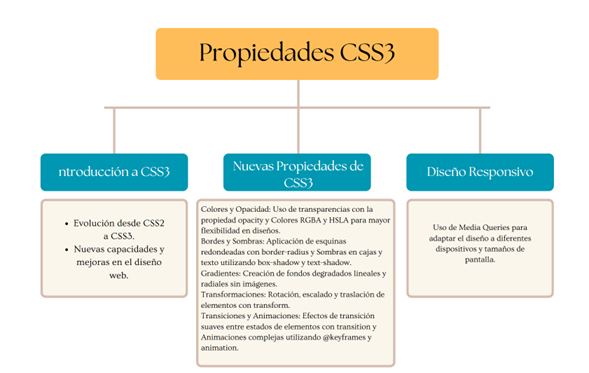 Propiedades CSS3
ntroducción a CSS3
Evolución desde CSS2
a CSS3.
Nuevas capacidades y
mejoras en el diseño
web.
Nuevas Propiedades de
CSS3
Colores y Opacidad: Uso de transparencias con la
propiedad opacity y Colores RGBA y HSLA para mayor
flexibilidad en diseños.
Bordes y Sombras: Aplicación de esquinas
redondeadas con border-radius y Sombras en cajas y
texto utilizando box-shadow y text-shadow.
Gradientes: Creación de fondos degradados lineales y
radiales sin imágenes.
Transformaciones: Rotación, escalado y traslación de
elementos con transform.
Transiciones y Animaciones: Efectos de transición
suaves entre estados de elementos con transition y
Animaciones complejas utilizando @keyframes y
animation.
Diseño Responsivo
Uso de Media Queries para
adaptar el diseño a diferentes
dispositivos y tamaños de
pantalla.